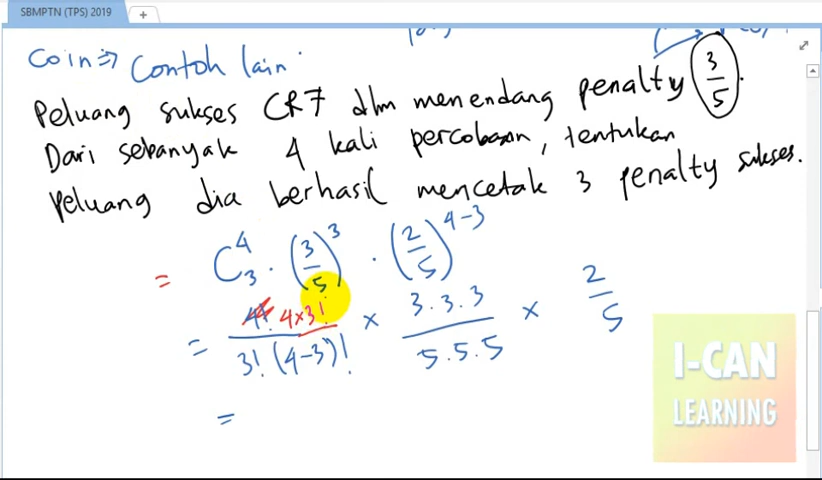 SBMPTN (TPS) 2019
+
Coin => Contoh lain.
Peluang sukses CR7 dlm menendang penalty 3/5.
Dari sebanyak 4 kali percobaan, tentukan
peluang dia berhasil mencetak 3 penalty sukses.
= C₃⁴ · (3/5)³ · (2/5)⁴⁻³
= 4! 4×3! / 3! (4-3)! × 3.3.3 / 5.5.5 × 2/5
=
I-CAN
LEARNING